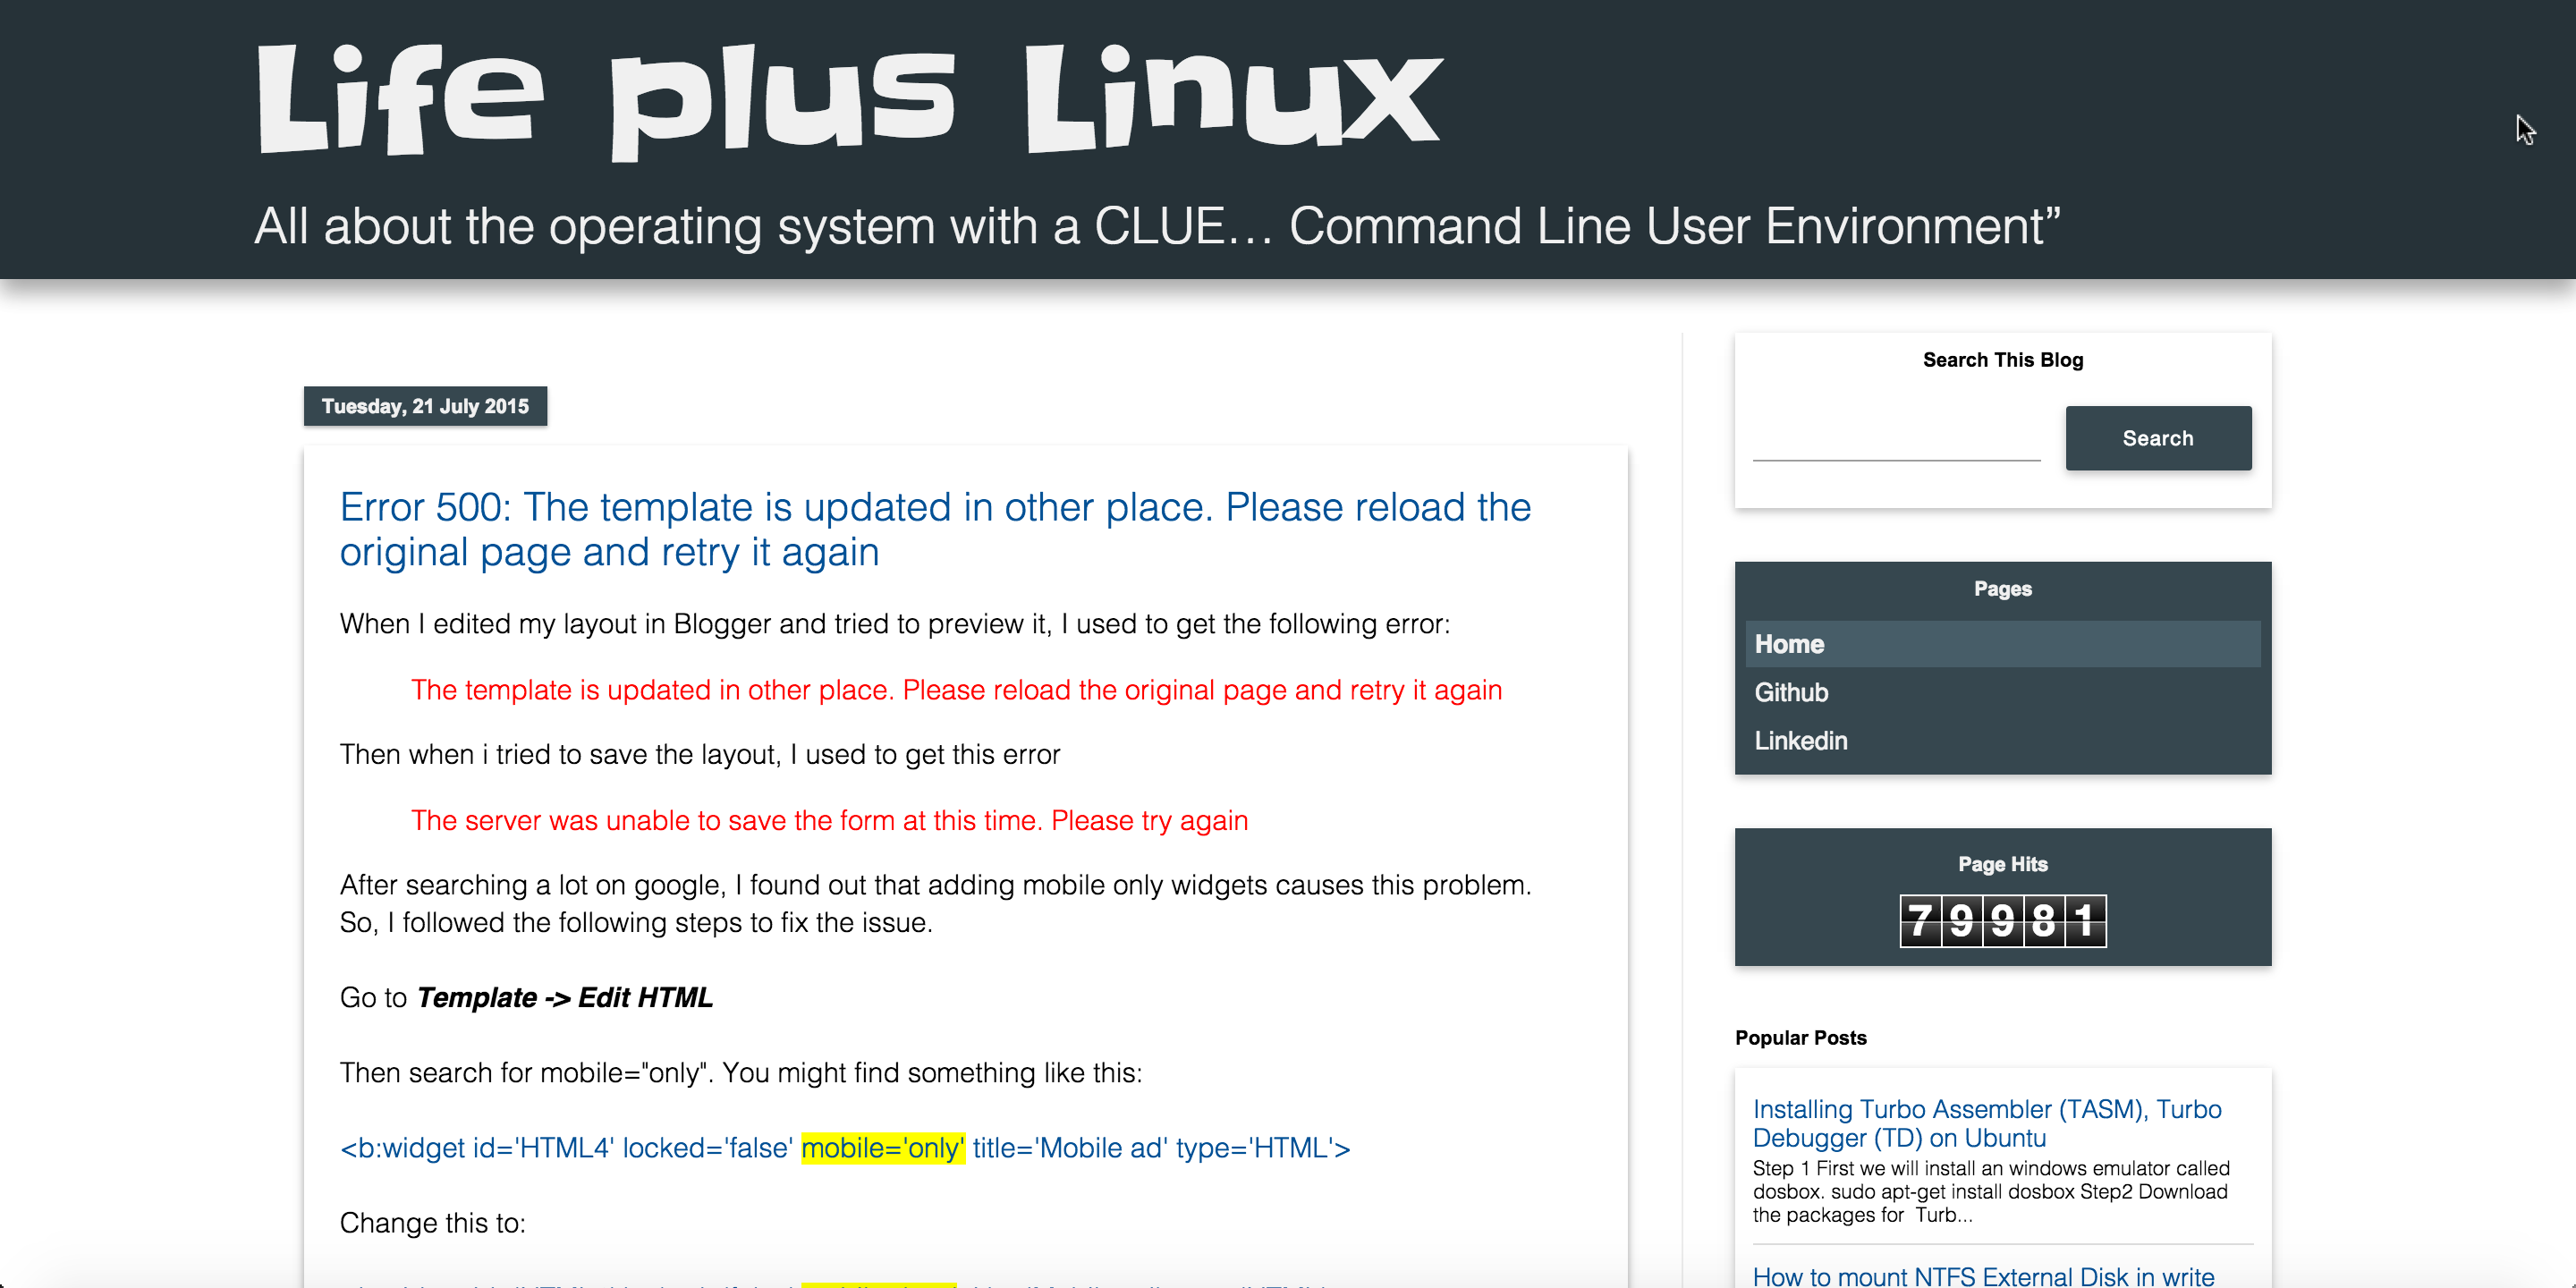 Life plus Linux
All about the operating system with a CLUE... Command Line User Environment”
Tuesday, 21 July 2015
Error 500: The template is updated in other place. Please reload the
original page and retry it again
When I edited my layout in Blogger and tried to preview it, I used to get the following error:
The template is updated in other place. Please reload the original page and retry it again
Then when i tried to save the layout, I used to get this error
The server was unable to save the form at this time. Please try again
After searching a lot on google, I found out that adding mobile only widgets causes this problem.
So, I followed the following steps to fix the issue.
Go to Template -> Edit HTML
Then search for mobile="only". You might find something like this:
<b:widget id='HTML4' locked='false' mobile='only' title='Mobile ad' type='HTML'>
Change this to:
Search This Blog
Search
Pages
Home
Github
Linkedin
Page Hits
79981
Popular Posts
Installing Turbo Assembler (TASM), Turbo
Debugger (TD) on Ubuntu
Step 1 First we will install an windows emulator called
dosbox. sudo apt-get install dosbox Step2 Download
the packages for Turb...
How to mount NTFS External Disk in write